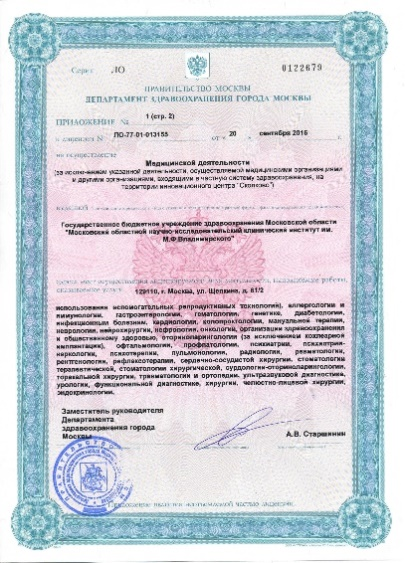 Серия ЛО 0122679
ПРАВИТЕЛЬСТВО МОСКВЫ
ДЕПАРТАМЕНТ ЗДРАВООХРАНЕНИЯ ГОРОДА МОСКВЫ
ПРИЛОЖЕНИЕ № 1 (стр. 2)
к лицензии № ЛО-77-01-013155 от 20 сентября 2016
на осуществление
Медицинской деятельности
(за исключением указанной деятельности, осуществляемой медицинскими организациями
и другими организациями, входящими в частную систему здравоохранения, на
территории инновационного центра "Сколково")
Государственное бюджетное учреждение здравоохранения Московской области
"Московский областной научно-исследовательский клинический институт им.
М.Ф.Владимирского"
129110, г. Москва, ул. Щепкина, д. 61/2
использования вспомогательных репродуктивных технологий), аллергологии и
иммунологии, гастроэнтерологии, гематологии, генетике, диабетологии,
инфекционным болезням, кардиологии, колопроктологии, мануальной терапии,
неврологии, нейрохирургии, нефрологии, онкологии, организации здравоохранения
и общественному здоровью, оториноларингологии (за исключением кохлеарной
имплантации), офтальмологии, профпатологии, психиатрии, психиатрии-
наркологии, психотерапии, пульмонологии, радиологии, ревматологии,
рентгенологии, рефлексотерапии, сердечно-сосудистой хирургии, стоматологии
терапевтической, стоматологии хирургической, сурдологии-оториноларингологии,
торакальной хирургии, травматологии и ортопедии, ультразвуковой диагностике,
урологии, функциональной диагностике, хирургии, челюстно-лицевой хирургии,
эндокринологии.
Заместитель руководителя
Департамента
здравоохранения города
Москвы
А.В. Старшинин
Приложение является неотъемлемой частью лицензии